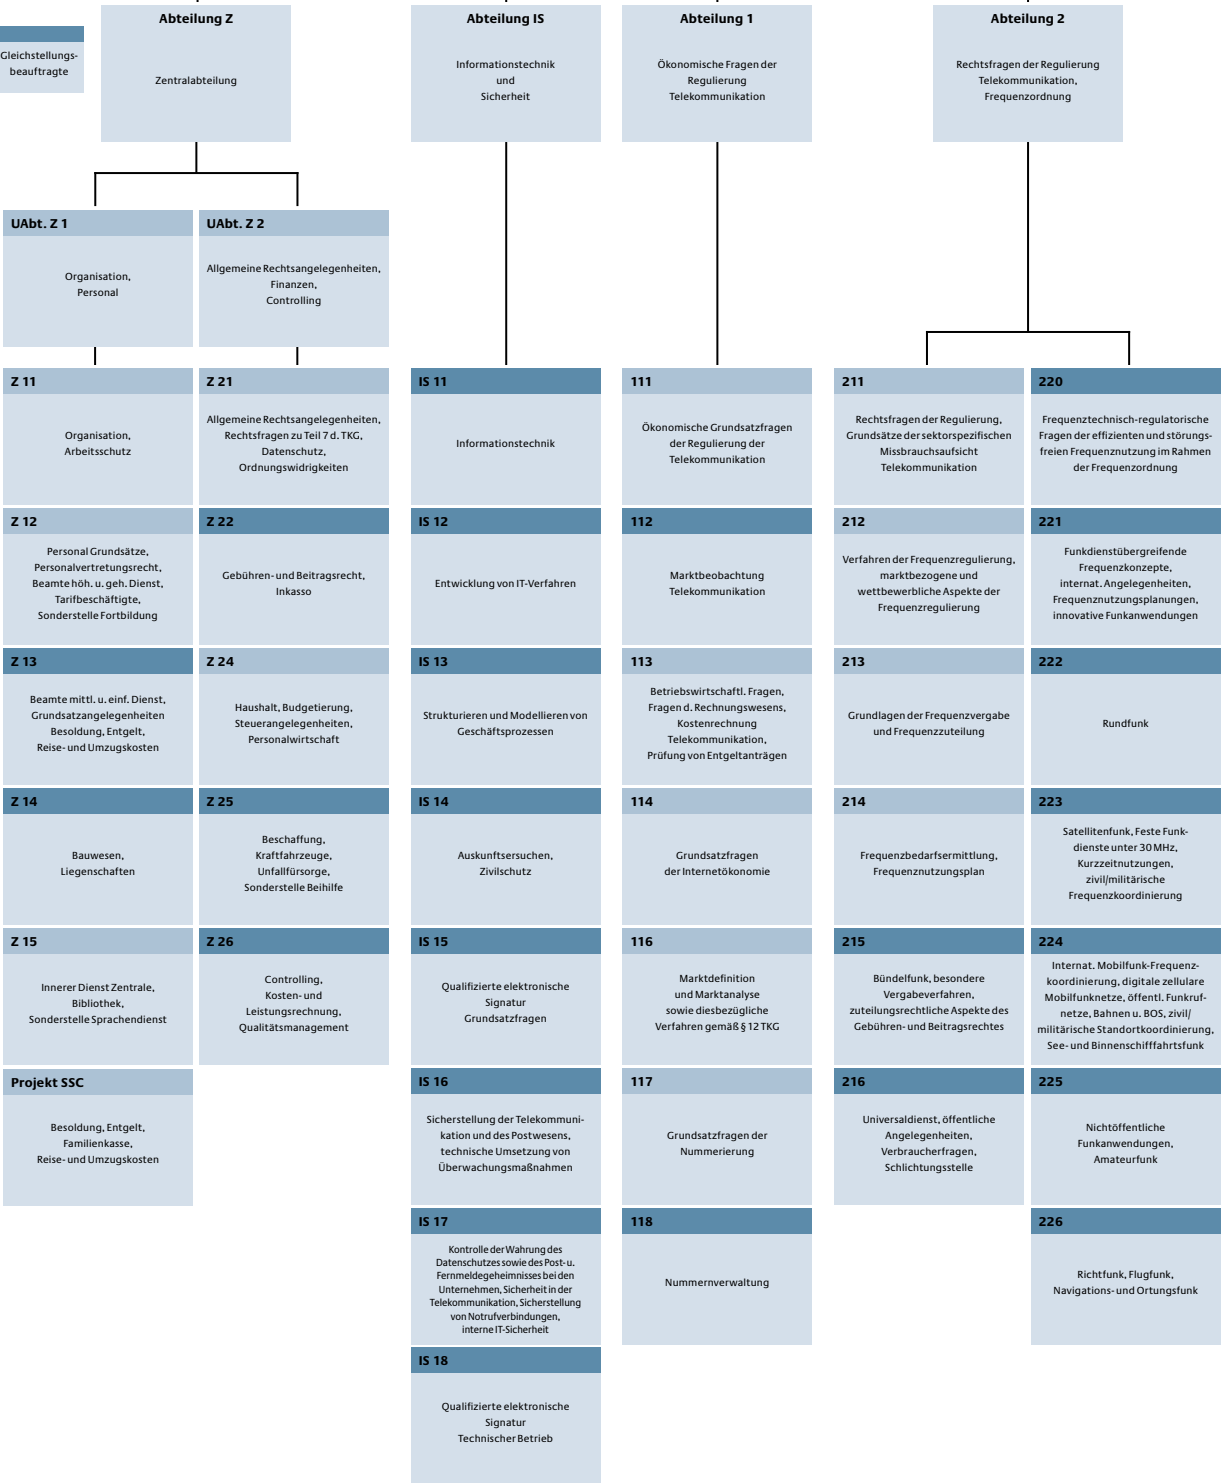 Gleichstellungs-
beauftragte
Abteilung Z
Zentralabteilung
Abteilung IS
Informationstechnik
und
Sicherheit
Abteilung 1
Ökonomische Fragen der
Regulierung
Telekommunikation
Abteilung 2
Rechtsfragen der Regulierung
Telekommunikation,
Frequenzordnung
UAbt. Z 1
Organisation,
Personal
UAbt. Z 2
Allgemeine Rechtsangelegenheiten,
Finanzen,
Controlling
Z 11
Organisation,
Arbeitsschutz
Z 12
Personal Grundsätze,
Personalvertretungsrecht,
Beamte höh. u. geh. Dienst,
Tarifbeschäftigte,
Sonderstelle Fortbildung
Z 13
Beamte mittl. u. einf. Dienst,
Grundsatzangelegenheiten
Besoldung, Entgelt,
Reise- und Umzugskosten
Z 14
Bauwesen,
Liegenschaften
Z 15
Innerer Dienst Zentrale,
Bibliothek,
Sonderstelle Sprachendienst
Projekt SSC
Besoldung, Entgelt,
Familienkasse,
Reise- und Umzugskosten
Z 21
Allgemeine Rechtsangelegenheiten,
Rechtsfragen zu Teil 7 d. TKG,
Datenschutz,
Ordnungswidrigkeiten
Z 22
Gebühren- und Beitragsrecht,
Inkasso
Z 24
Haushalt, Budgetierung,
Steuerangelegenheiten,
Personalwirtschaft
Z 25
Beschaffung,
Kraftfahrzeuge,
Unfallfürsorge,
Sonderstelle Beihilfe
Z 26
Controlling,
Kosten- und
Leistungsrechnung,
Qualitätsmanagement
IS 11
Informationstechnik
IS 12
Entwicklung von IT-Verfahren
IS 13
Strukturieren und Modellieren von
Geschäftsprozessen
IS 14
Auskunftsersuchen,
Zivilschutz
IS 15
Qualifizierte elektronische
Signatur
Grundsatzfragen
IS 16
Sicherstellung der Telekommuni-
kation und des Postwesens,
technische Umsetzung von
Überwachungsmaßnahmen
IS 17
Kontrolle der Wahrung des
Datenschutzes sowie des Post- u.
Fernmeldegeheimnisses bei den
Unternehmen, Sicherheit in der
Telekommunikation, Sicherstellung
von Notrufverbindungen,
interne IT-Sicherheit
IS 18
Qualifizierte elektronische
Signatur
Technischer Betrieb
111
Ökonomische Grundsatzfragen
der Regulierung der
Telekommunikation
112
Marktbeobachtung
Telekommunikation
113
Betriebswirtschaftl. Fragen,
Fragen d. Rechnungswesens,
Kostenrechnung
Telekommunikation,
Prüfung von Entgeltanträgen
114
Grundsatzfragen
der Internetökonomie
116
Marktdefinition
und Marktanalyse
sowie diesbezügliche
Verfahren gemäß § 12 TKG
117
Grundsatzfragen der
Nummerierung
118
Nummernverwaltung
211
Rechtsfragen der Regulierung,
Grundsätze der sektorspezifischen
Missbrauchsaufsicht
Telekommunikation
212
Verfahren der Frequenzregulierung,
marktbezogene und
wettbewerbliche Aspekte der
Frequenzregulierung
213
Grundlagen der Frequenzvergabe
und Frequenzzuteilung
214
Frequenzbedarfsermittlung,
Frequenznutzungsplan
215
Bündelfunk, besondere
Vergabeverfahren,
zuteilungsrechtliche Aspekte des
Gebühren- und Beitragsrechtes
216
Universaldienst, öffentliche
Angelegenheiten,
Verbraucherfragen,
Schlichtungsstelle
220
Frequenztechnisch-regulatorische
Fragen der effizienten und störungs-
freien Frequenznutzung im Rahmen
der Frequenzordnung
221
Funkdienstübergreifende
Frequenzkonzepte,
internat. Angelegenheiten,
Frequenznutzungsplanungen,
innovative Funkanwendungen
222
Rundfunk
223
Satellitenfunk, Feste Funk-
dienste unter 30 MHz,
Kurzzeitnutzungen,
zivil/militärische
Frequenzkoordinierung
224
Internat. Mobilfunk-Frequenz-
koordinierung, digitale zellulare
Mobilfunknetze, öffentl. Funkruf-
netze, Bahnen u. BOS, zivil/
militärische Standortkoordinierung,
See- und Binnenschifffahrtsfunk
225
Nichtöffentliche
Funkanwendungen,
Amateurfunk
226
Richtfunk, Flugfunk,
Navigations- und Ortungsfunk